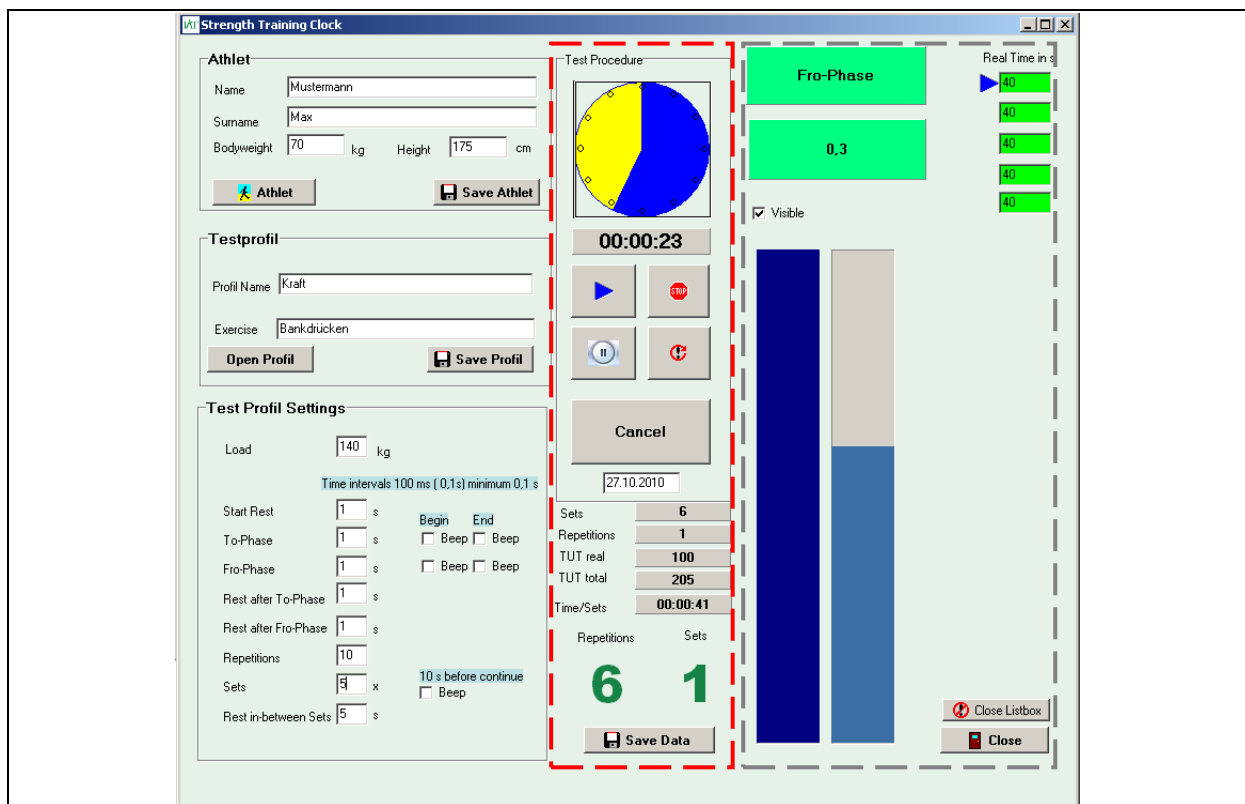 Strength Training Clock
Athlet
Name Mustermann
Surname Max
Bodyweight 70 kg Height 175 cm
Athlet Save Athlet
Testprofil
Profil Name Kraft
Exercise Bankdrücken
Open Profil Save Profil
Test Profil Settings
Load 140 kg
Time intervals 100 ms ( 0,1s) minimum 0,1 s
Start Rest 1 s
Begin End
To-Phase 1 s Beep Beep
Fro-Phase 1 s Beep Beep
Rest after To-Phase 1 s
Rest after Fro-Phase 1 s
Repetitions 10
Sets 5 x
10 s before continue
Beep
Rest in-between Sets 5 s
Test Procedure
00:00:23
STOP
Cancel
27.10.2010
Sets 6
Repetitions 1
TUT real 100
TUT total 205
Time/Sets 00:00:41
Repetitions Sets
6 1
Save Data
Fro-Phase
0,3
Visible
Real Time in s
40
40
40
40
40
Close Listbox
Close